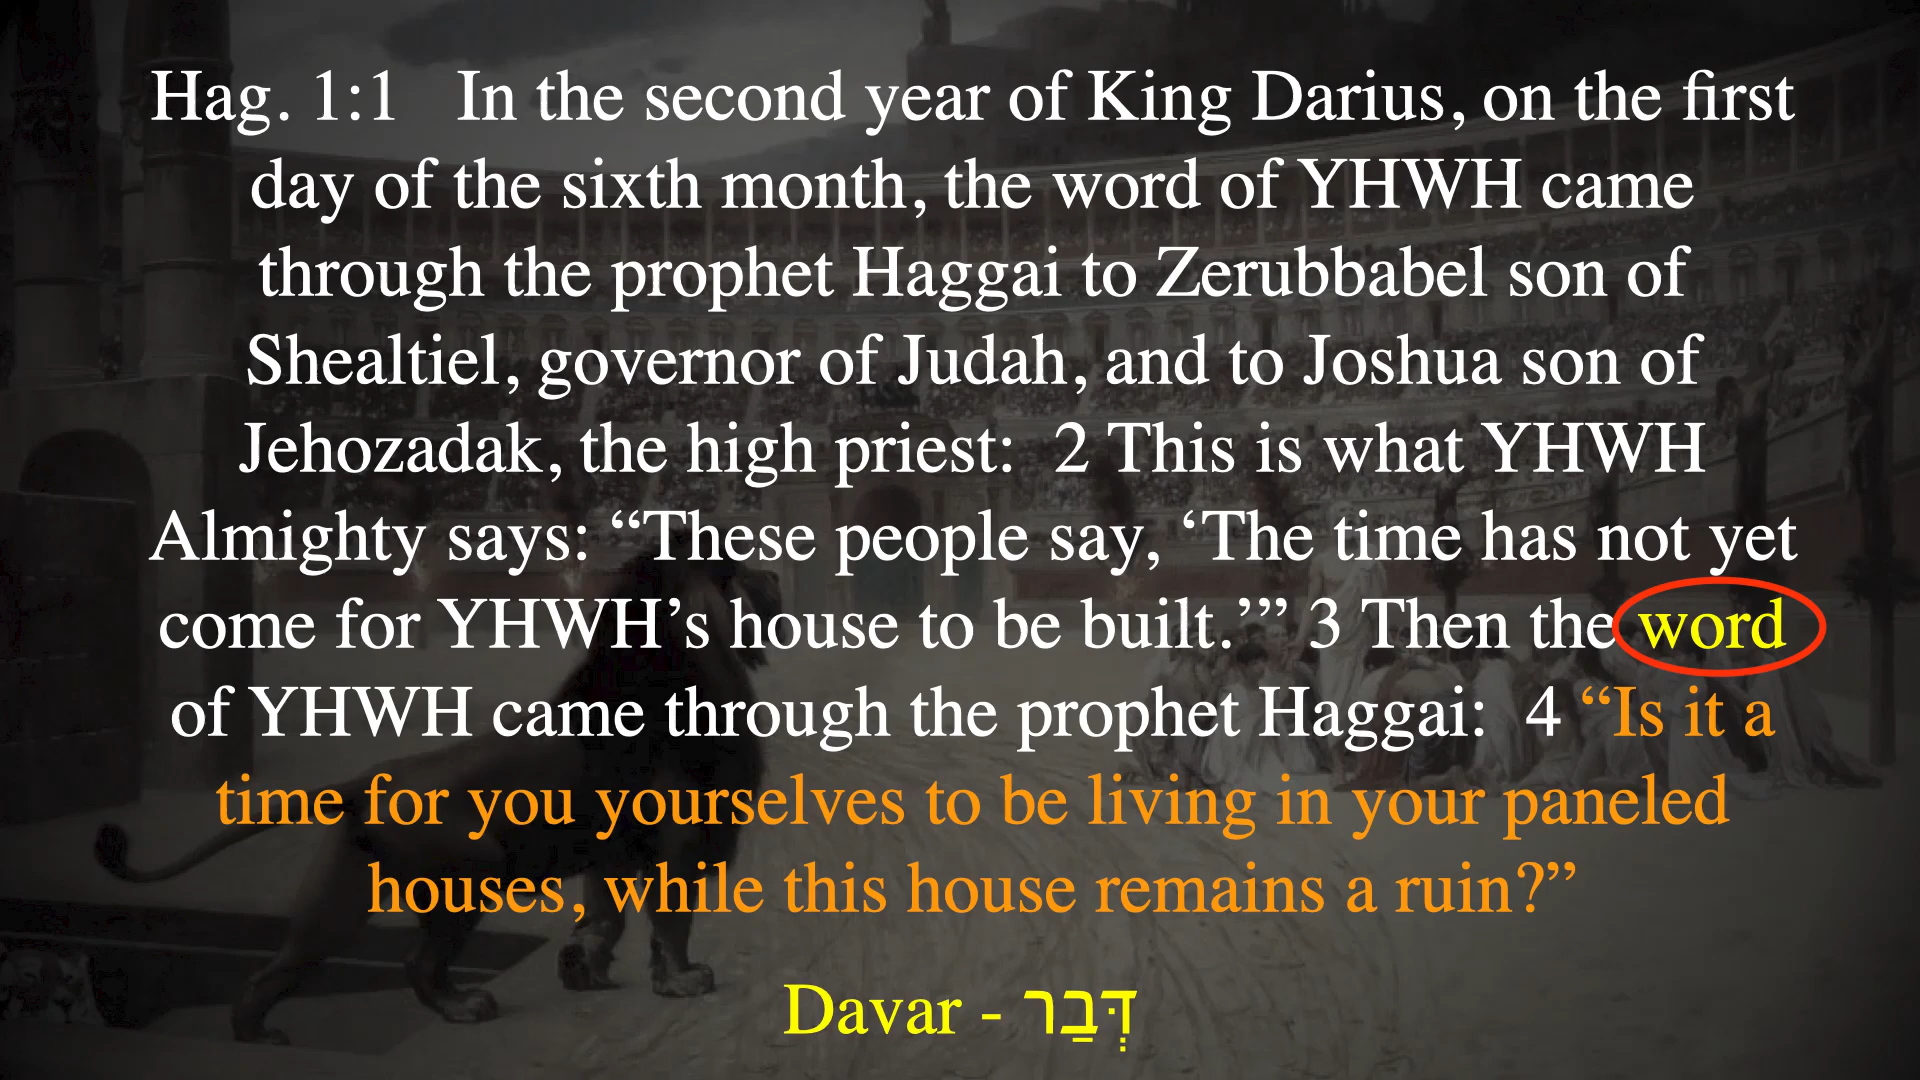 Hag. 1:1   In the second year of King Darius, on the first
day of the sixth month, the word of YHWH came
through the prophet Haggai to Zerubbabel son of
Shealtiel, governor of Judah, and to Joshua son of
Jehozadak, the high priest:  2 This is what YHWH
Almighty says: “These people say, ‘The time has not yet
come for YHWH’s house to be built.’” 3 Then the word
of YHWH came through the prophet Haggai:  4 “Is it a
time for you yourselves to be living in your paneled
houses, while this house remains a ruin?”
Davar - דְּבַר